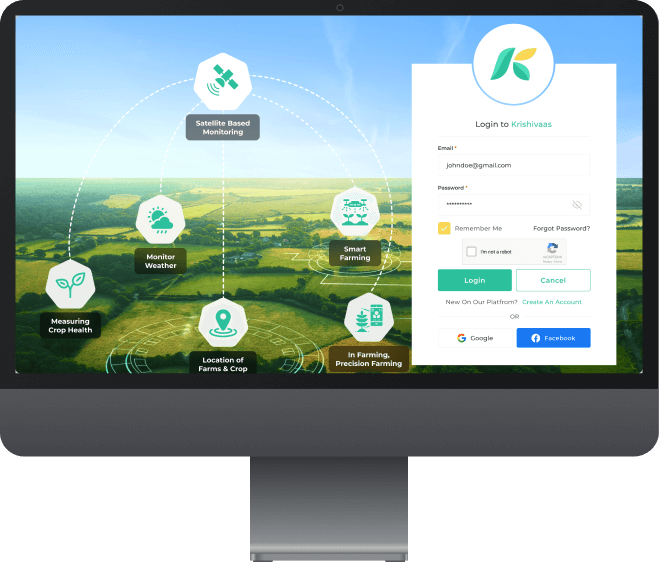 Satellite Based
Monitoring
Monitor
Weather
Smart
Farming
Measuring
Crop Health
Location of
Farms & Crop
In Farming,
Precision Farming
Login to Krishivaas
Email *
johndoe@gmail.com
Password *
**********
Remember Me
Forgot Password?
I'm not a robot
reCAPTCHA
Privacy - Terms
Login
Cancel
New On Our Platfrom? Create An Account
OR
Google
Facebook